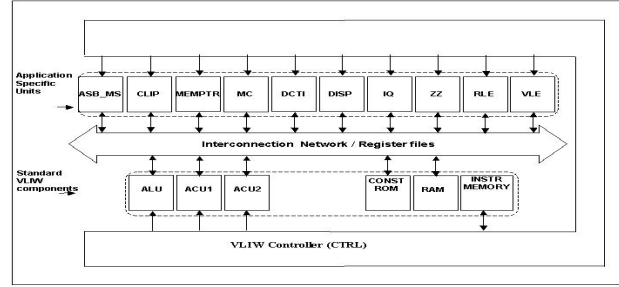 Application
Specific
Units
ASB_MS CLIP MEMPTR MC DCTI DISP IQ ZZ RLE VLE
Interconnection Network / Register files
Standard
VLIW
components
ALU ACU1 ACU2 CONST ROM RAM INSTR MEMORY
VLIW Controller (CTRL)